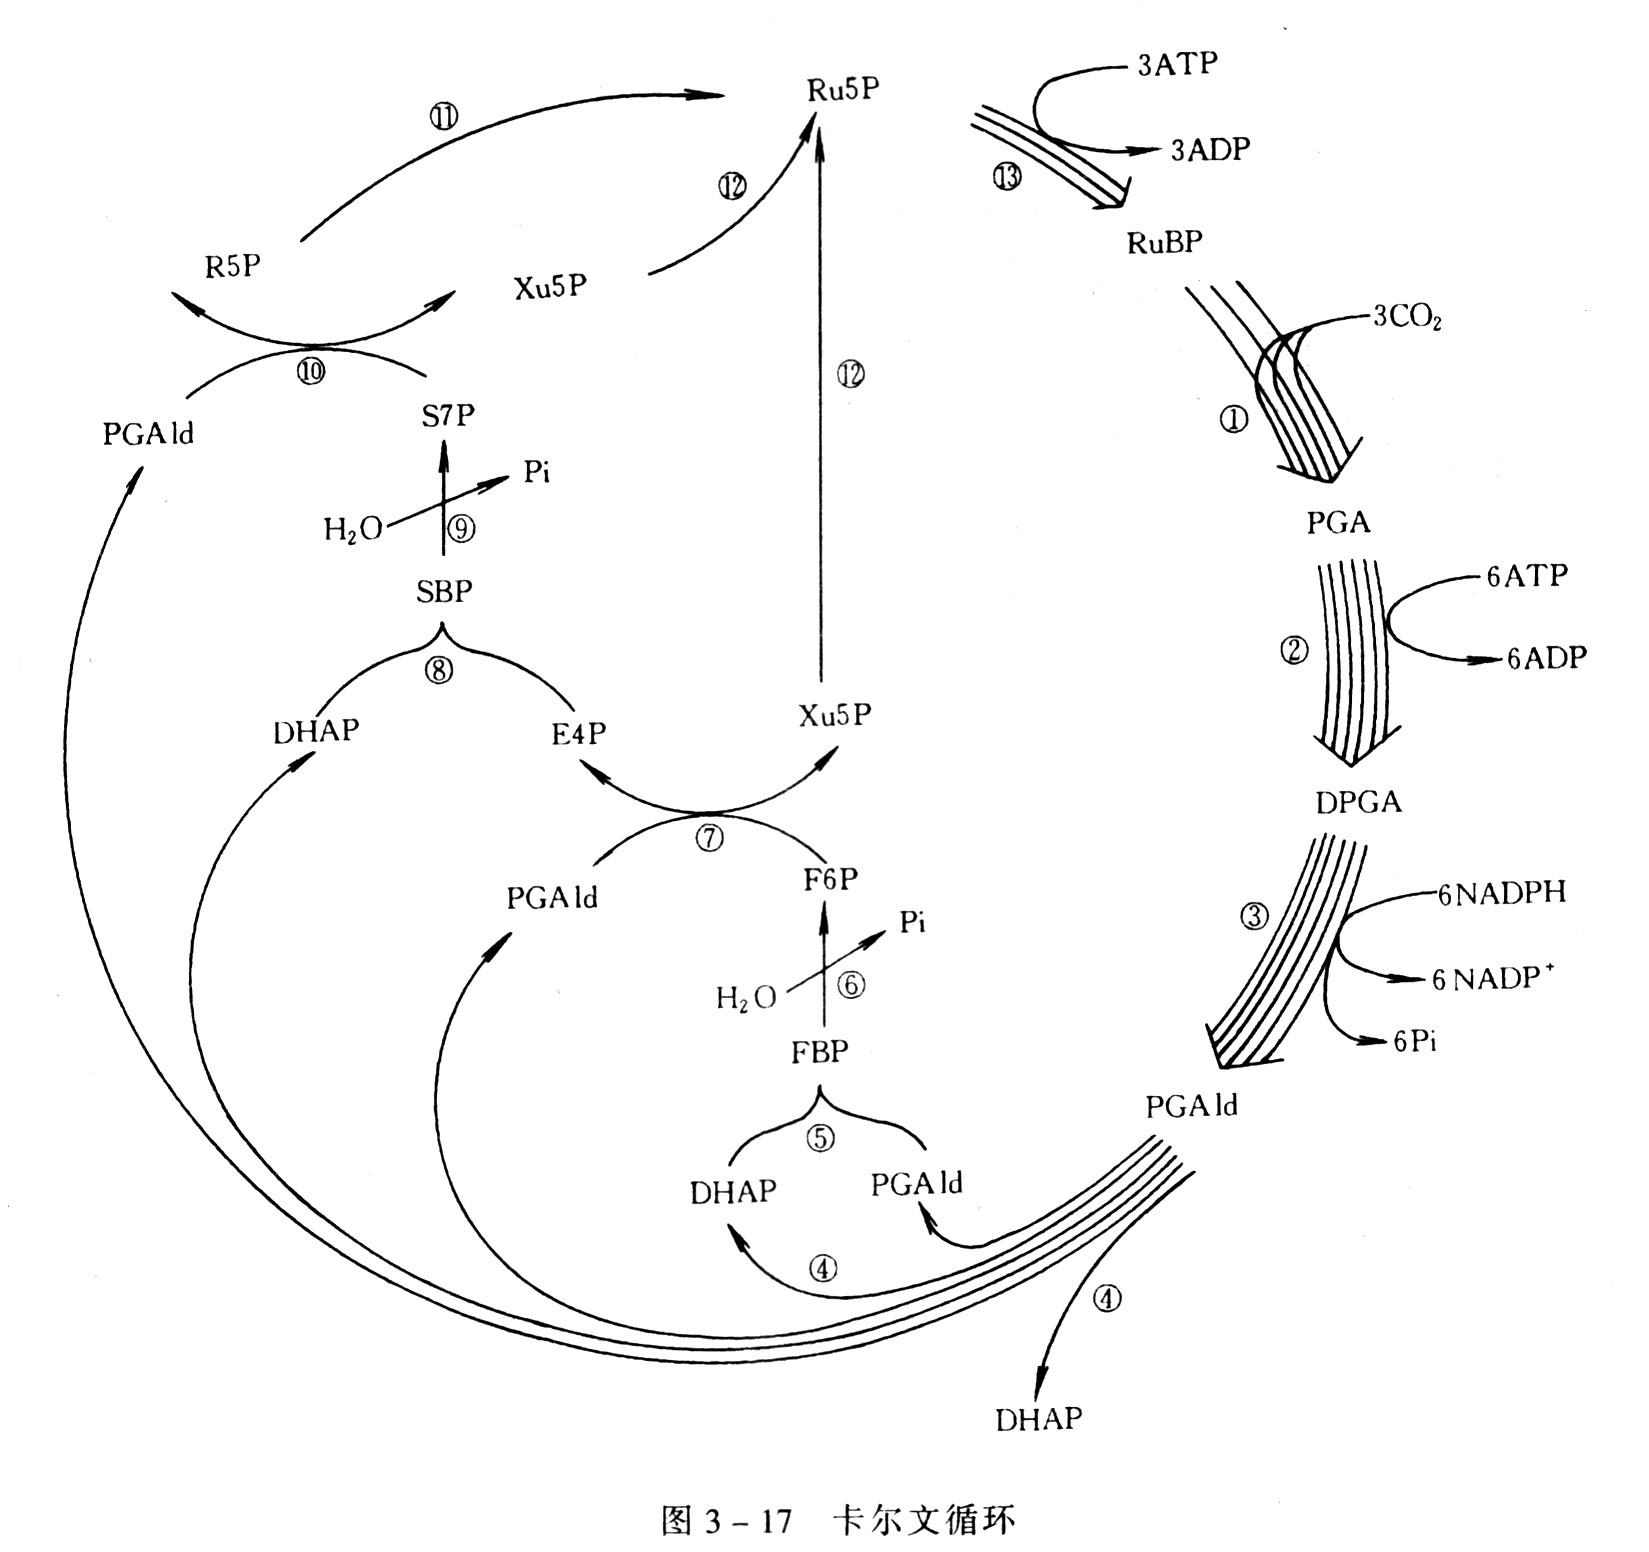 3ATP
Ru5P
⑪
3ADP
⑬
⑫
RuBP
R5P
Xu5P
3CO₂
⑩
⑫
①
S7P
PGAld
Pi
H₂O
⑨
PGA
SBP
6ATP
②
6ADP
⑧
DHAP
E4P
Xu5P
DPGA
⑦
F6P
PGAld
6NADPH
③
Pi
6NADP⁺
H₂O
⑥
6Pi
FBP
PGAld
⑤
DHAP
PGAld
④
④
DHAP
图 3－17 卡尔文循环